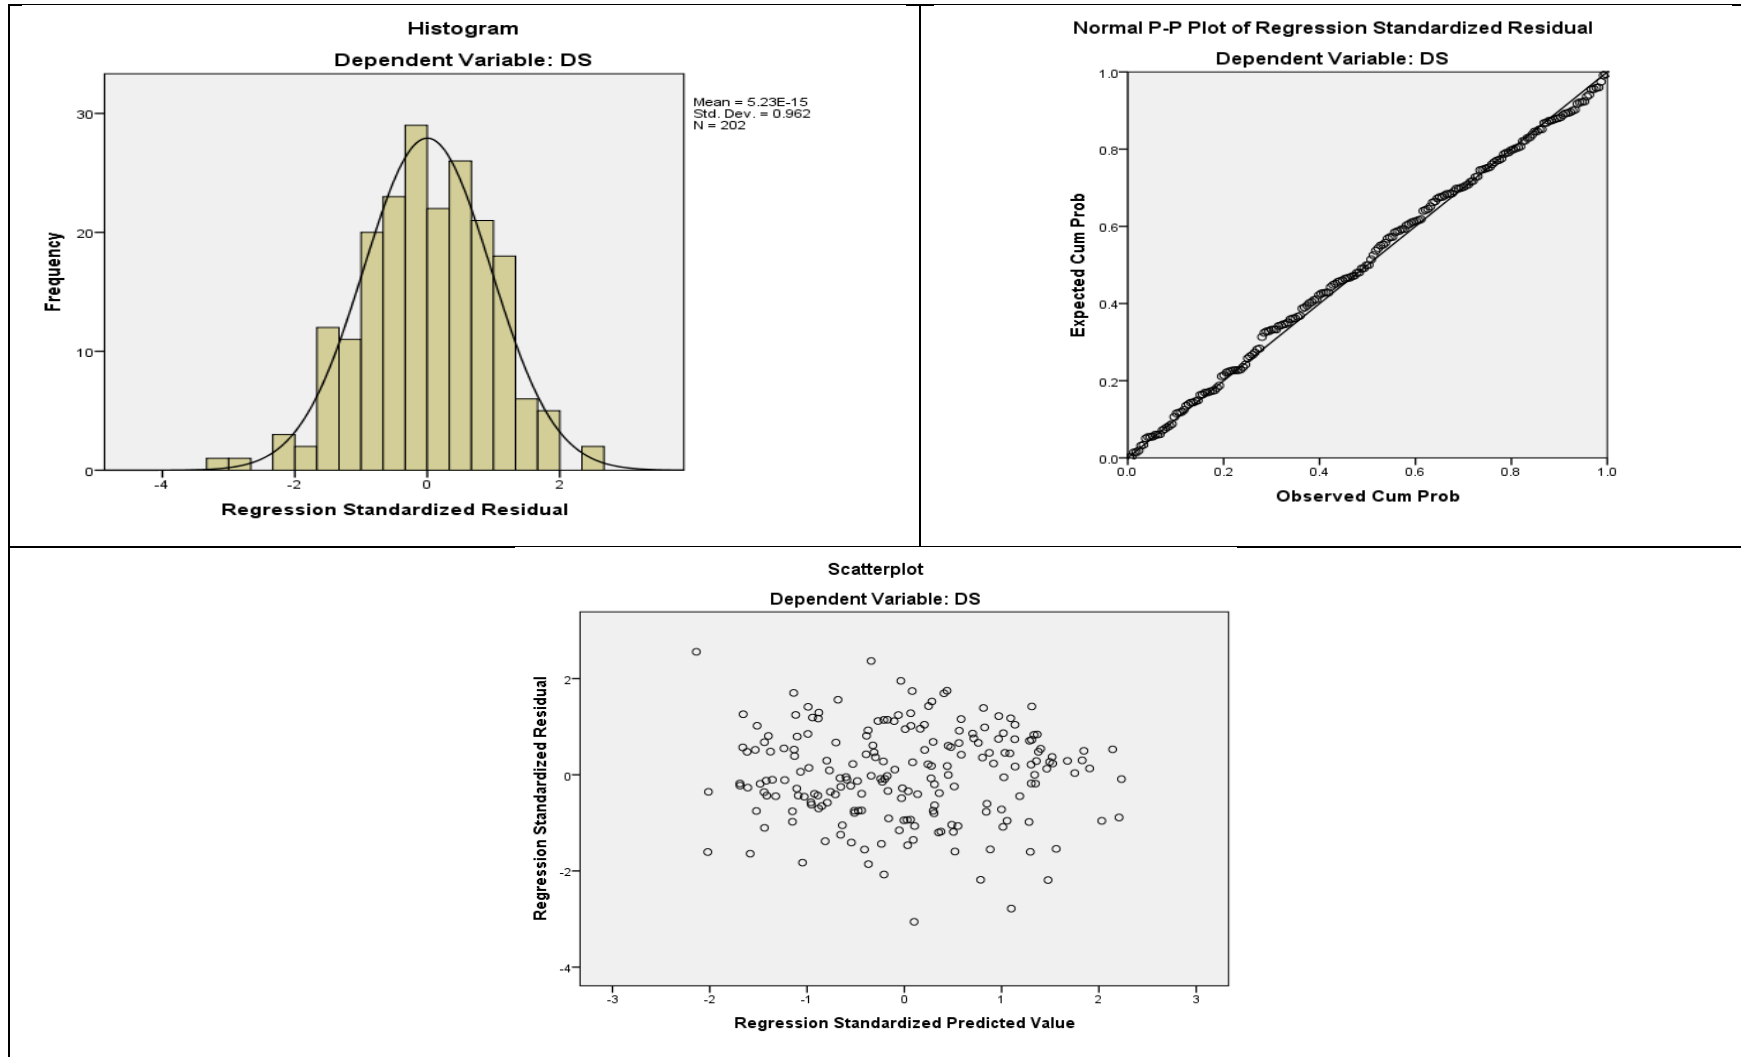 Histogram
Dependent Variable: DS
Mean = 5.23E-15
Std. Dev. = 0.962
N = 202
Frequency
30
20
10
0
-4
-2
0
2
Regression Standardized Residual
Normal P-P Plot of Regression Standardized Residual
Dependent Variable: DS
Expected Cum Prob
1.0
0.8
0.6
0.4
0.2
0.0
0.0
0.2
0.4
0.6
0.8
1.0
Observed Cum Prob
Scatterplot
Dependent Variable: DS
Regression Standardized Residual
2
0
-2
-4
-3
-2
-1
0
1
2
3
Regression Standardized Predicted Value